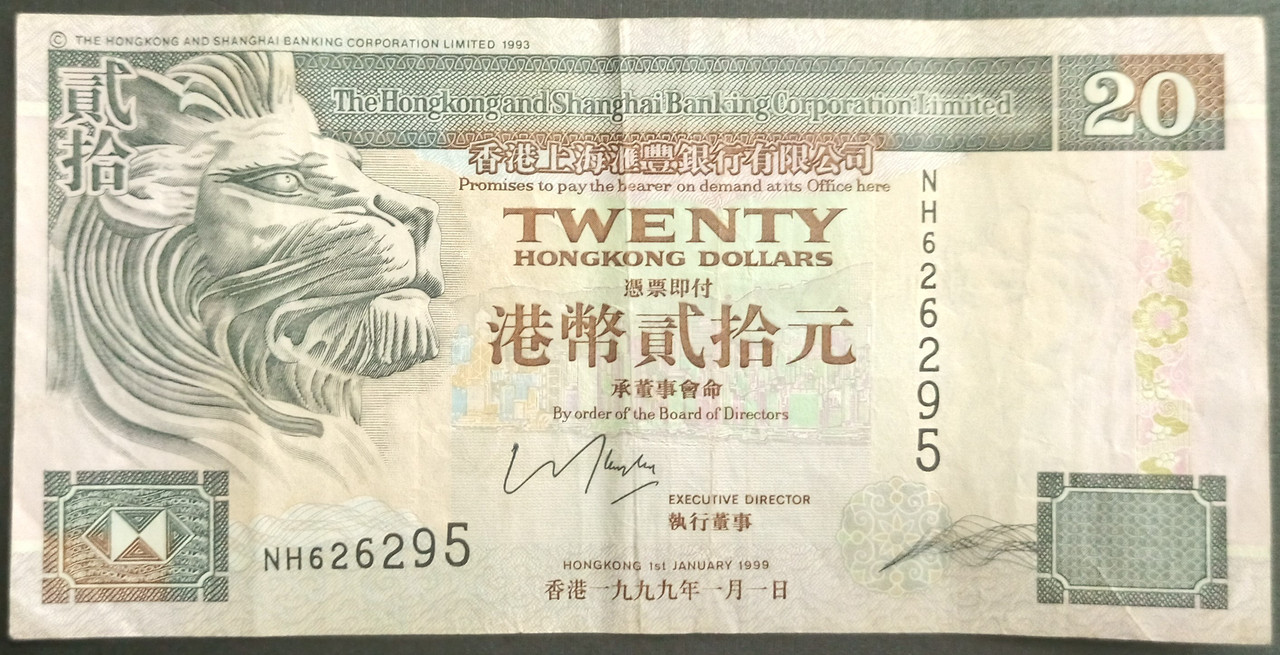 © THE HONGKONG AND SHANGHAI BANKING CORPORATION LIMITED 1993
貳拾
The Hongkong and Shanghai Banking Corporation Limited
20
香港上海滙豐銀行有限公司
Promises to pay the bearer on demand at its Office here
TWENTY
HONGKONG DOLLARS
憑票即付
港幣貳拾元
承董事會命
By order of the Board of Directors
NH626295
EXECUTIVE DIRECTOR
執行董事
NH626295
HONGKONG 1st JANUARY 1999
香港一九九九年一月一日